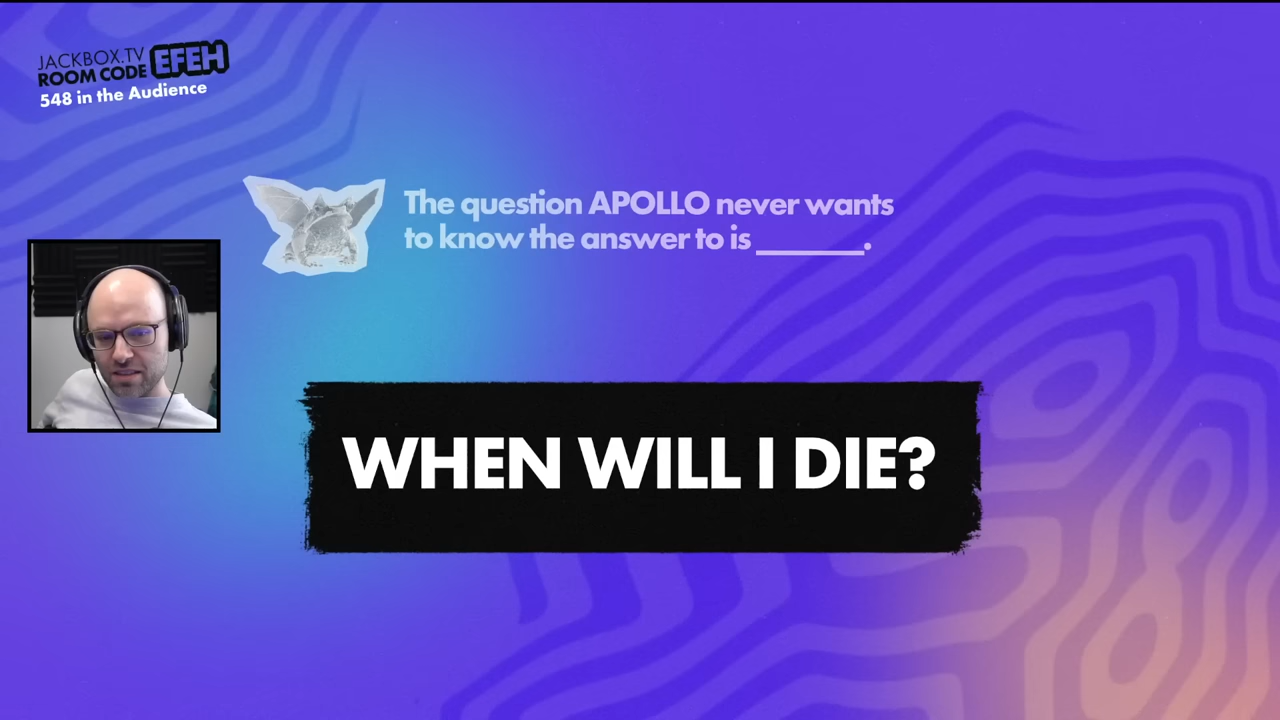 JACKBOX.TV
ROOM CODE EFEH
548 in the Audience
The question APOLLO never wants
to know the answer to is ______.
WHEN WILL I DIE?